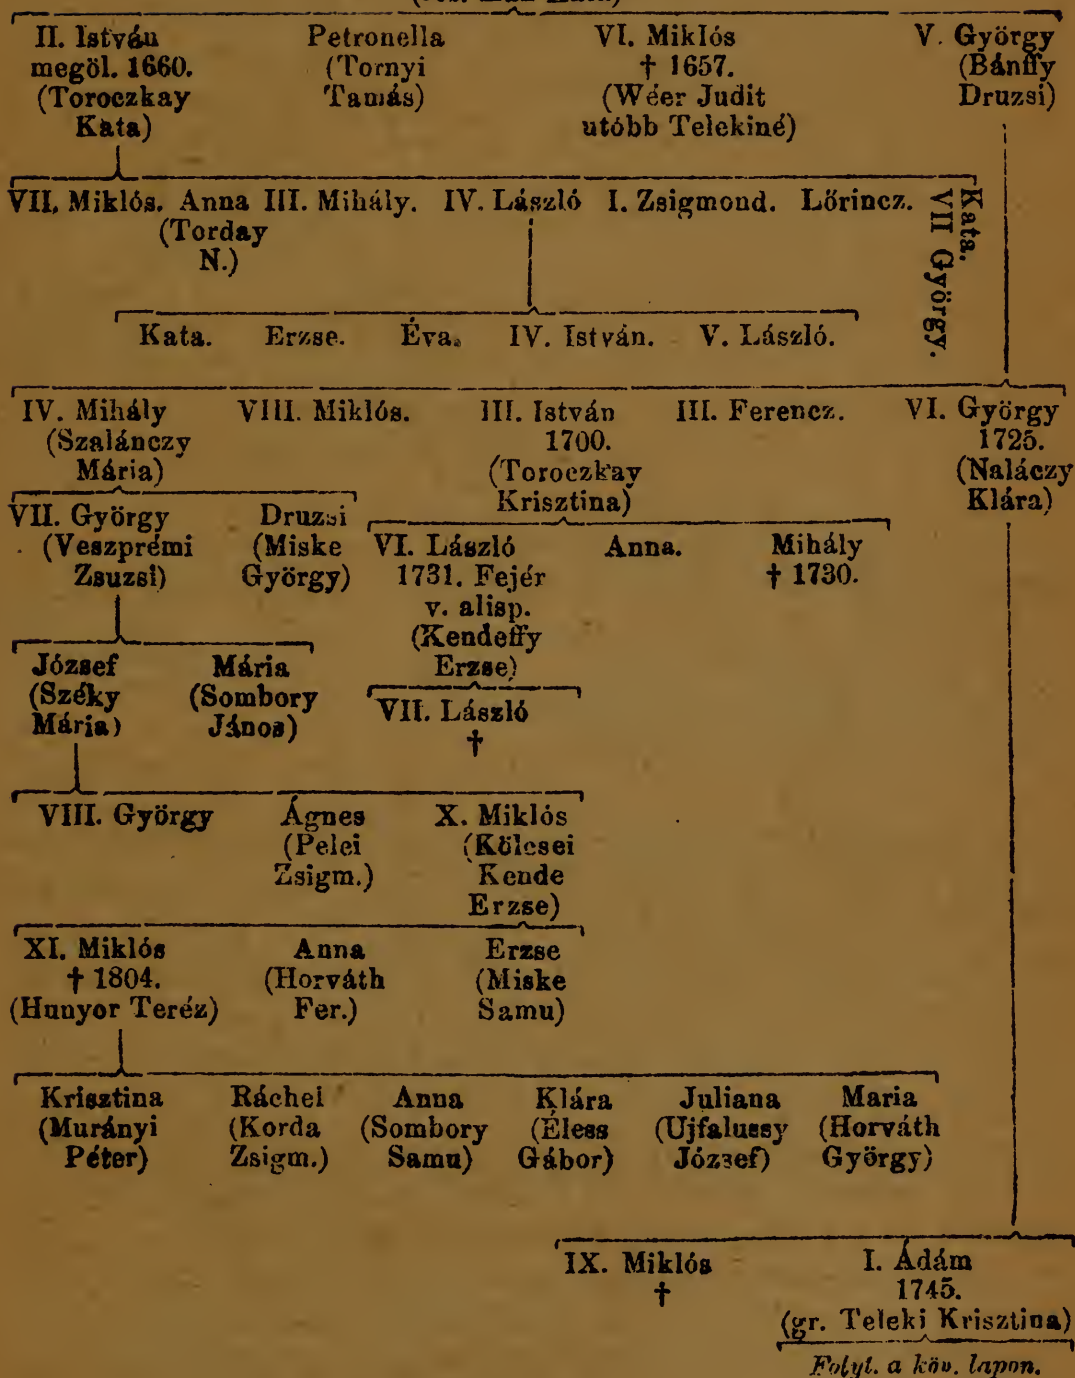 II. István Petronella VI. Miklós V. György
megöl. 1660. (Tornyi † 1657. (Bánffy
(Toroczkay Tamás) (Wéer Judit Druzsi)
Kata) utóbb Telekiné)
VII. Miklós. Anna III. Mihály. IV. László I. Zsigmond. Lőrincz. Kata.
(Torday VII György.
N.)
Kata. Erzse. Éva. IV. István. V. László.
IV. Mihály VIII. Miklós. III. István III. Ferencz. VI. György
(Szalánczy 1700. 1725.
Mária) (Toroczkay (Naláczy
Krisztina) Klára)
VII. György Druzsi VI. László Anna. Mihály
(Veszprémi (Miske 1731. Fejér † 1730.
Zsuzsi) György) v. alisp.
(Kendeffy
Erzse)
József Mária VII. László
(Széky (Sombory †
Mária) János)
VIII. György Ágnes X. Miklós
(Pelei (Kölcsei
Zsigm.) Kende
Erzse)
XI. Miklós Anna Erzse
† 1804. (Horváth (Miske
(Hunyor Teréz) Fer.) Samu)
Krisztina Ráchel Anna Klára Juliana Maria
(Murányi (Korda (Sombory (Éless (Ujfalussy (Horváth
Péter) Zsigm.) Samu) Gábor) József) György)
IX. Miklós I. Ádám
† 1745.
(gr. Teleki Krisztina)
Folyt. a köv. lapon.